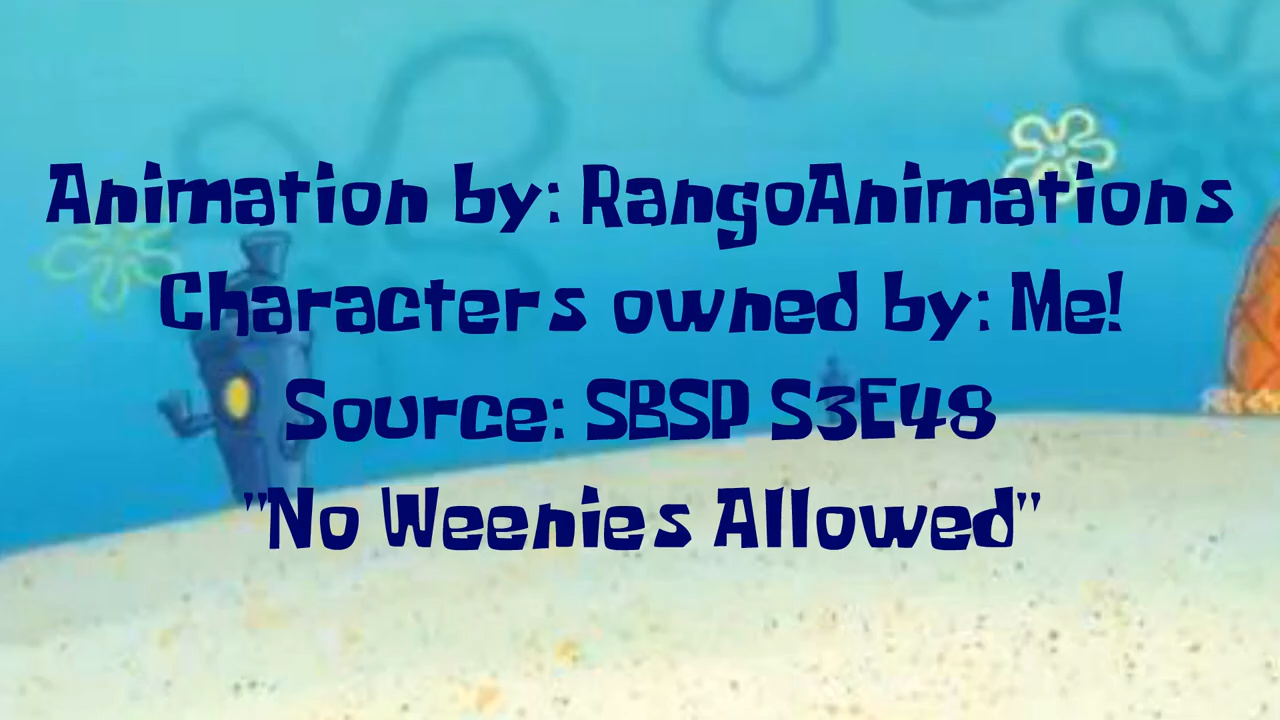 Animation by: RangoAnimations
Characters owned by: Me!
Source: SBSP S3E48
"No Weenies Allowed"